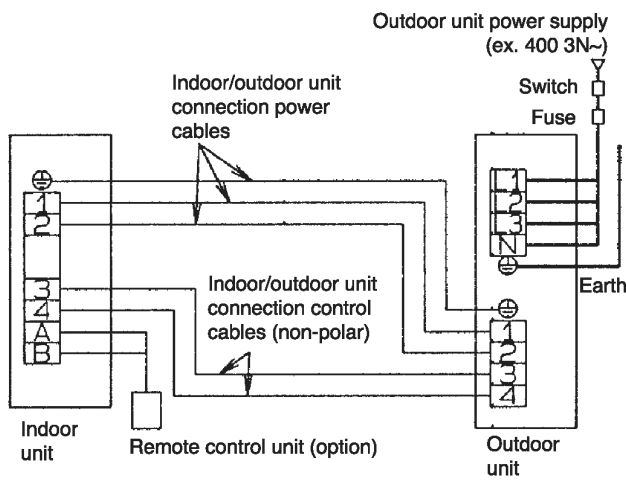 Outdoor unit power supply
(ex. 400 3N~)
Switch
Fuse
Indoor/outdoor unit
connection power
cables
1
2
3
4
A
B
L1
L2
L3
N
Earth
Indoor/outdoor unit
connection control
cables (non-polar)
1
2
3
4
Indoor
unit
Remote control unit (option)
Outdoor
unit